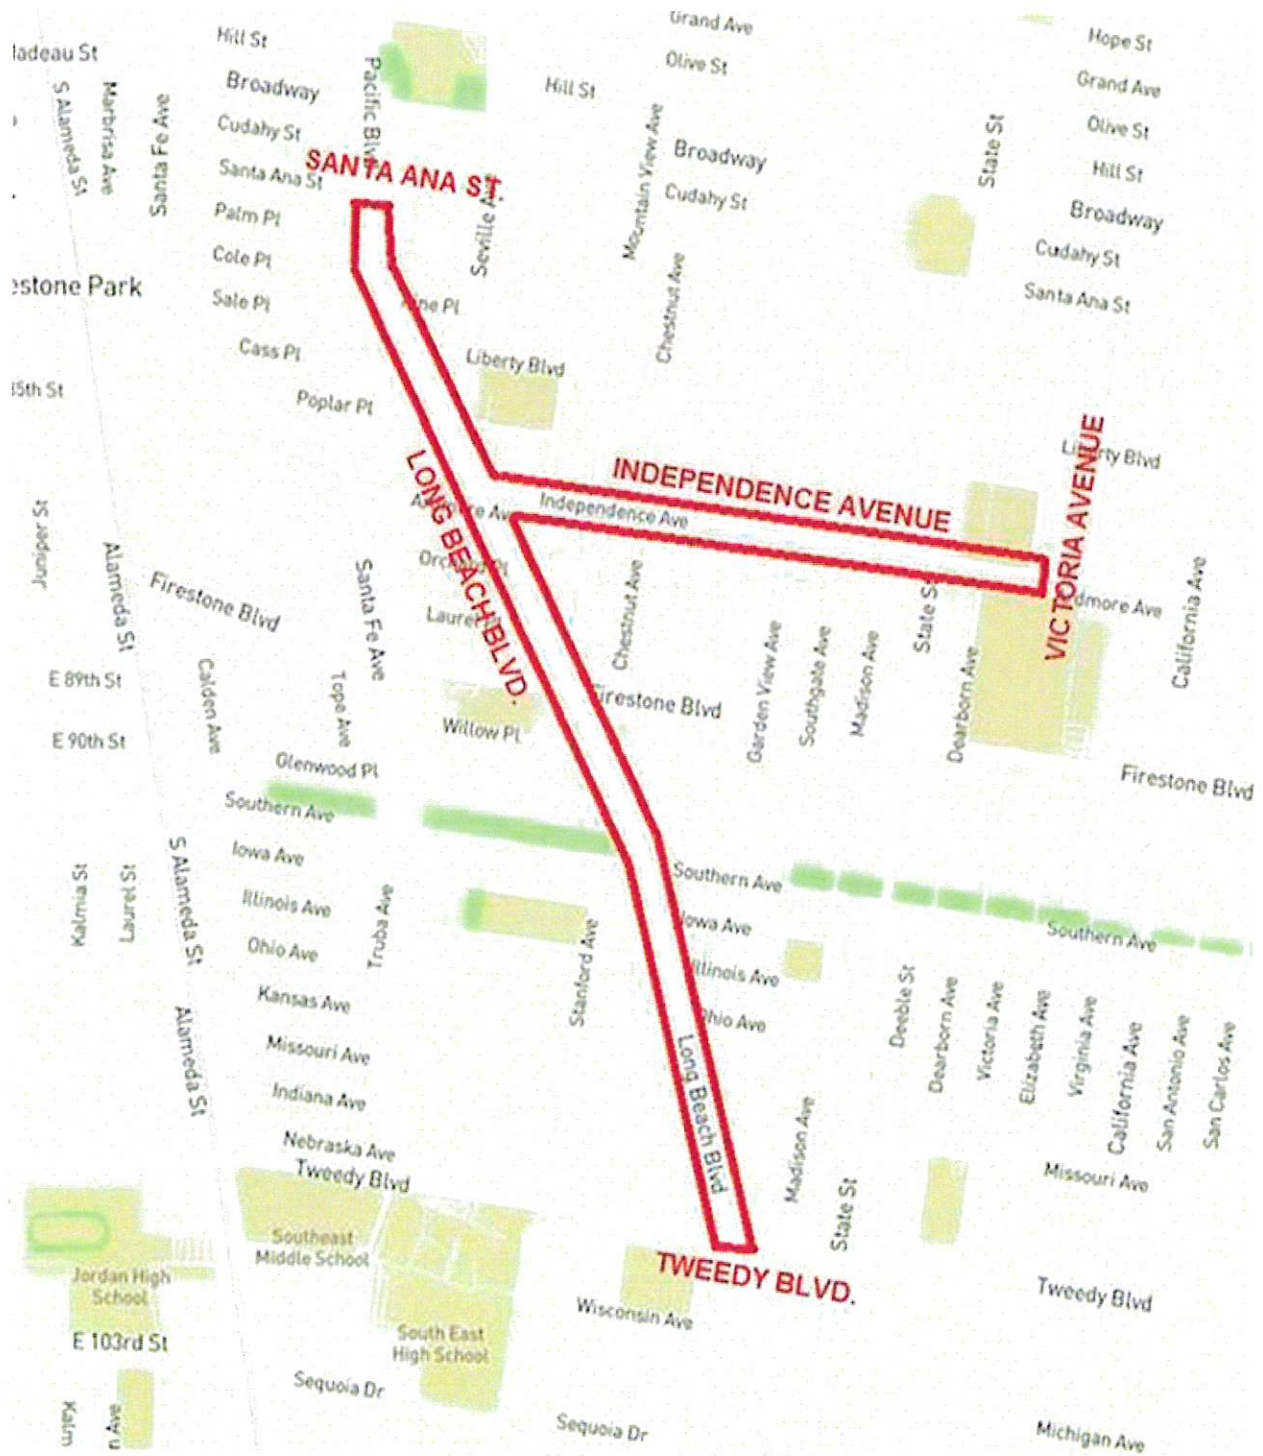 Grand Ave
Hill St
Hope St
Olive St
Pacific Blvd
Grand Ave
Broadway
Hill St
S Alameda St
Marbrisa Ave
Santa Fe Ave
Cudahy St
Mountain View Ave
Broadway
State St
Olive St
Hill St
SANTA ANA ST.
Santa Ana St
Cudahy St
Broadway
Palm Pl
Seville Ave
Cudahy St
Cole Pl
Santa Ana St
estone Park
Sale Pl
Chestnut Ave
Cass Pl
Liberty Blvd
Poplar Pl
INDEPENDENCE AVENUE
Liberty Blvd
VICTORIA AVENUE
LONG BEACH BLVD.
Independence Ave
Juniper St
Alameda St
Firestone Blvd
Santa Fe Ave
Chestnut Ave
State St
California Ave
E 89th St
Calden Ave
Tope Ave
Firestone Blvd
Garden View Ave
Southgate Ave
Madison Ave
Dearborn Ave
E 90th St
Willow Pl
Glenwood Pl
Firestone Blvd
Southern Ave
Iowa Ave
Southern Ave
Kalmia St
Laurel St
S Alameda St
Illinois Ave
Truba Ave
Iowa Ave
Southern Ave
Ohio Ave
Stanford Ave
Illinois Ave
Kansas Ave
Ohio Ave
Deeble St
Dearborn Ave
Victoria Ave
Elizabeth Ave
Virginia Ave
California Ave
San Antonio Ave
San Carlos Ave
Alameda St
Missouri Ave
Long Beach Blvd
Indiana Ave
Madison Ave
Nebraska Ave
Tweedy Blvd
Missouri Ave
State St
Southeast
Middle School
TWEEDY BLVD.
Jordan High
School
Tweedy Blvd
Wisconsin Ave
E 103rd St
South East
High School
Sequoia Dr
Kalm
Sequoia Dr
Michigan Ave